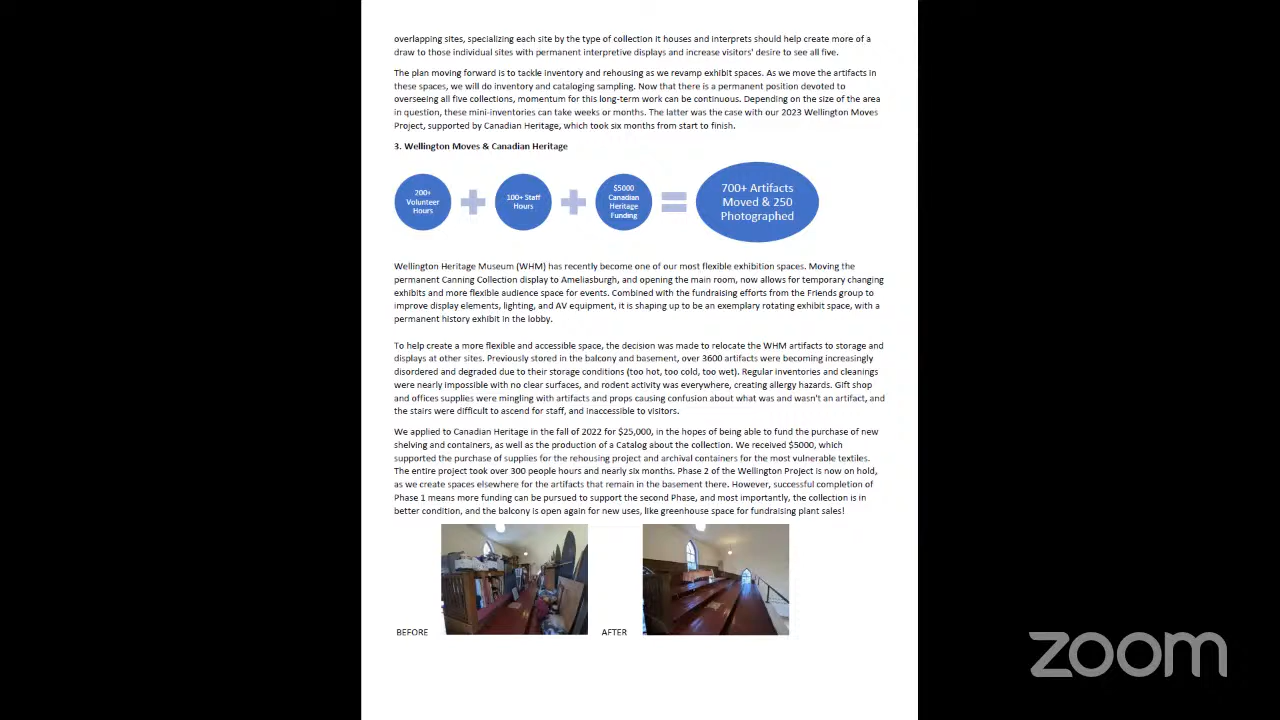 overlapping sites, specializing each site by the type of collection it houses and interprets should help create more of a
draw to those individual sites with permanent interpretive displays and increase visitors' desire to see all five.
The plan moving forward is to tackle inventory and rehousing as we revamp exhibit spaces. As we move the artifacts in
these spaces, we will do inventory and cataloging sampling. Now that there is a permanent position devoted to
overseeing all five collections, momentum for this long-term work can be continuous. Depending on the size of the area
in question, these mini-inventories can take weeks or months. The latter was the case with our 2023 Wellington Moves
Project, supported by Canadian Heritage, which took six months from start to finish.
3. Wellington Moves & Canadian Heritage
200+
Volunteer
Hours
100+ Staff
Hours
$5000
Canadian
Heritage
Funding
700+ Artifacts
Moved & 250
Photographed
Wellington Heritage Museum (WHM) has recently become one of our most flexible exhibition spaces. Moving the
permanent Canning Collection display to Ameliasburgh, and opening the main room, now allows for temporary changing
exhibits and more flexible audience space for events. Combined with the fundraising efforts from the Friends group to
improve display elements, lighting, and AV equipment, it is shaping up to be an exemplary rotating exhibit space, with a
permanent history exhibit in the lobby.
To help create a more flexible and accessible space, the decision was made to relocate the WHM artifacts to storage and
displays at other sites. Previously stored in the balcony and basement, over 3600 artifacts were becoming increasingly
disordered and degraded due to their storage conditions (too hot, too cold, too wet). Regular inventories and cleanings
were nearly impossible with no clear surfaces, and rodent activity was everywhere, creating allergy hazards. Gift shop
and offices supplies were mingling with artifacts and props causing confusion about what was and wasn't an artifact, and
the stairs were difficult to ascend for staff, and inaccessible to visitors.
We applied to Canadian Heritage in the fall of 2022 for $25,000, in the hopes of being able to fund the purchase of new
shelving and containers, as well as the production of a Catalog about the collection. We received $5000, which
supported the purchase of supplies for the rehousing project and archival containers for the most vulnerable textiles.
The entire project took over 300 people hours and nearly six months. Phase 2 of the Wellington Project is now on hold,
as we create spaces elsewhere for the artifacts that remain in the basement there. However, successful completion of
Phase 1 means more funding can be pursued to support the second Phase, and most importantly, the collection is in
better condition, and the balcony is open again for new uses, like greenhouse space for fundraising plant sales!
BEFORE
AFTER
zoom